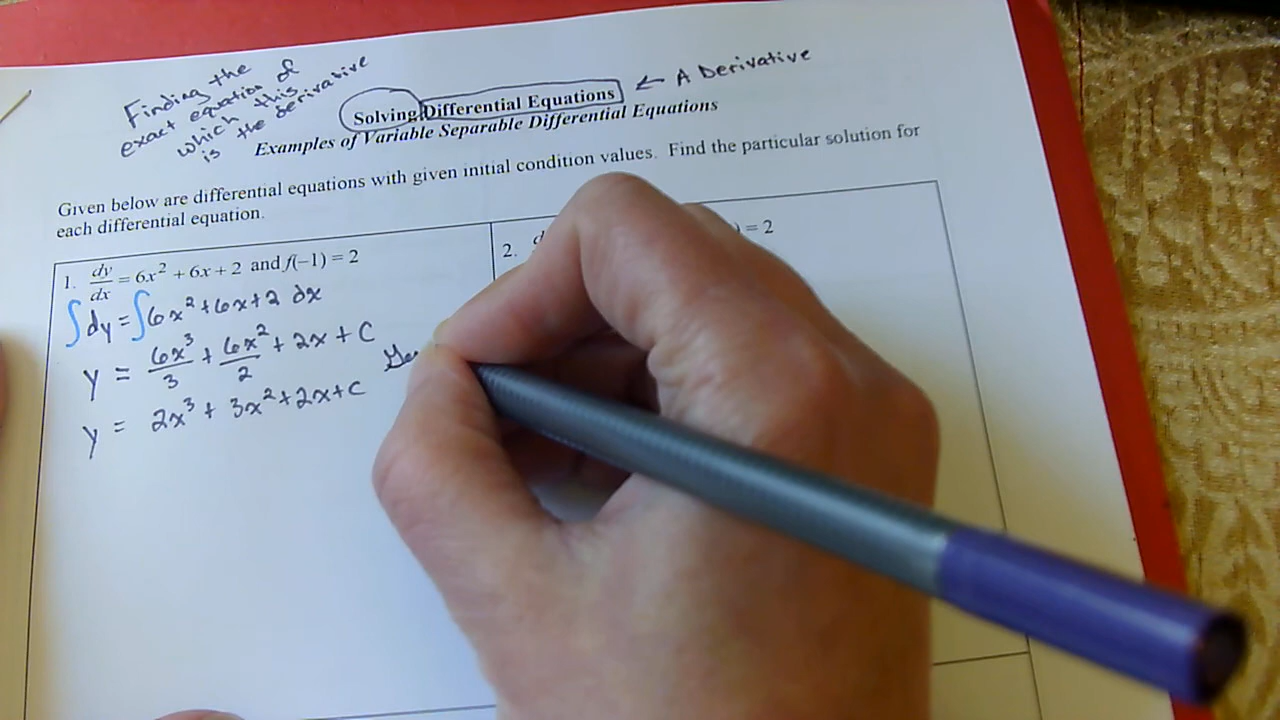 Finding the
exact equation of
which this
is the derivative
Solving Differential Equations ← A Derivative
Examples of Variable Separable Differential Equations
Given below are differential equations with given initial condition values. Find the particular solution for
each differential equation.
1. dy/dx = 6x² + 6x + 2 and f(−1) = 2
∫dy = ∫6x² + 6x + 2 dx
y = 6x³/3 + 6x²/2 + 2x + C
y = 2x³ + 3x² + 2x + C
2. = 2